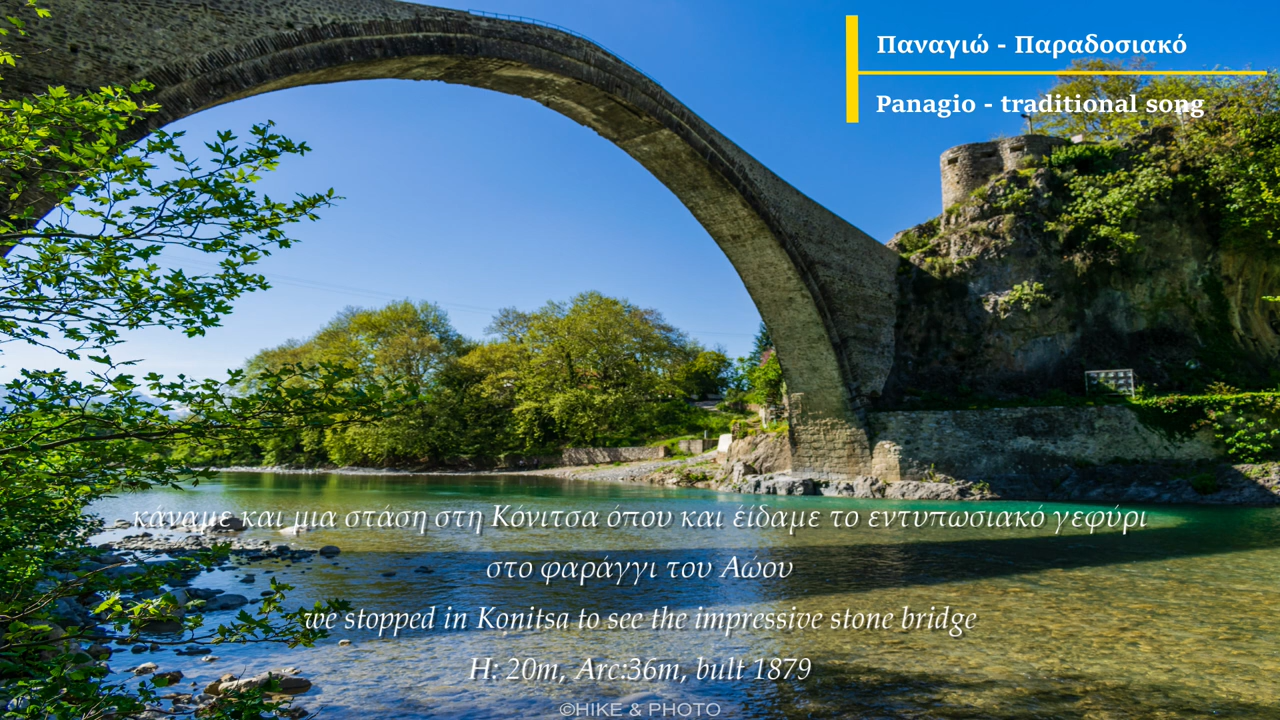 Παναγιώ - Παραδοσιακό
Panagio - traditional song
κάναμε και μια στάση στη Κόνιτσα όπου και έίδαμε το εντυπωσιακό γεφύρι
στο φαράγγι του Αώου
we stopped in Konitsa to see the impressive stone bridge
H: 20m, Arc:36m, bult 1879
©HIKE & PHOTO